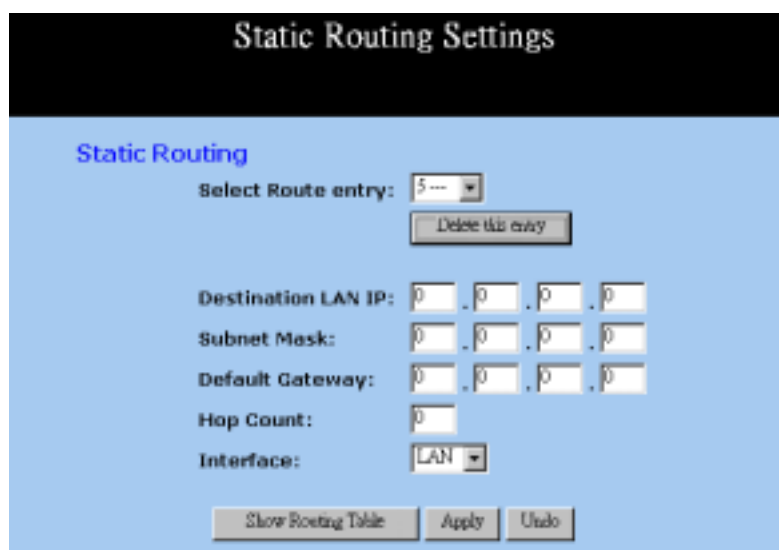 Static Routing Settings
Static Routing
Select Route entry: 5 ---
Delete this entry
Destination LAN IP: 0 . 0 . 0 . 0
Subnet Mask: 0 . 0 . 0 . 0
Default Gateway: 0 . 0 . 0 . 0
Hop Count: 0
Interface: LAN
Show Routing Table Apply Undo